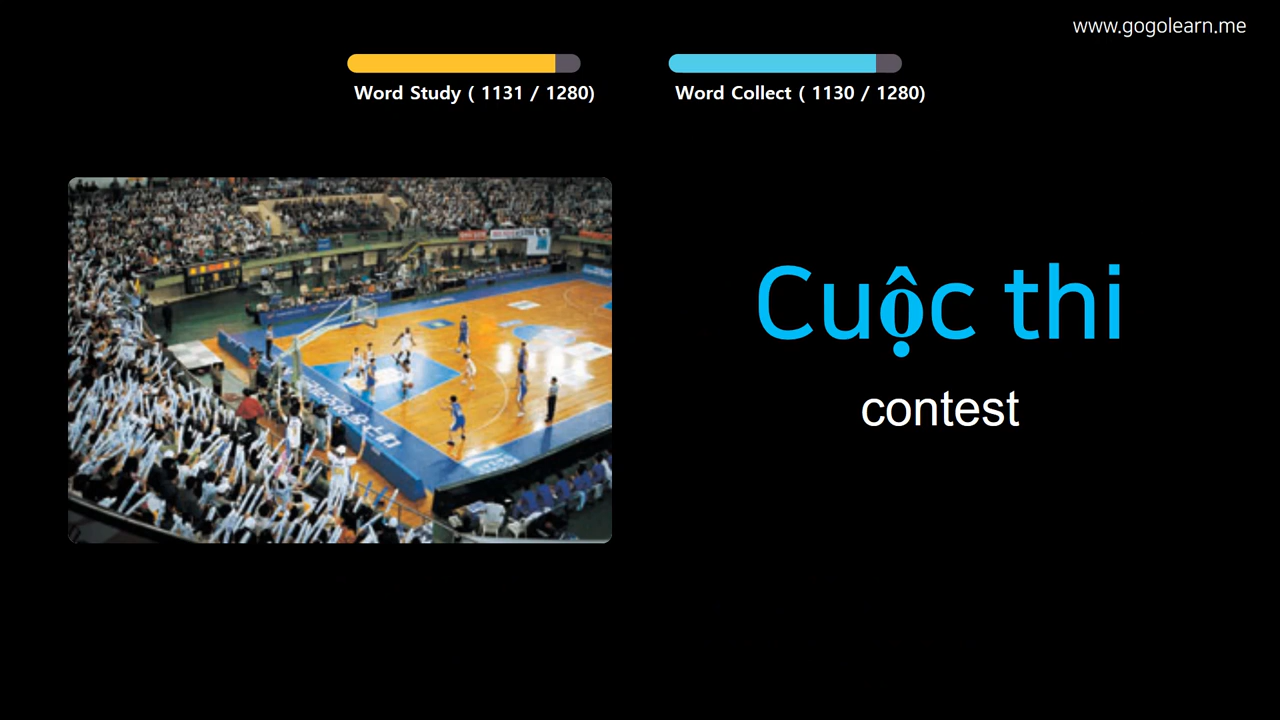 www.gogolearn.me
Word Study ( 1131 / 1280)
Word Collect ( 1130 / 1280)
Cuộc thi
contest